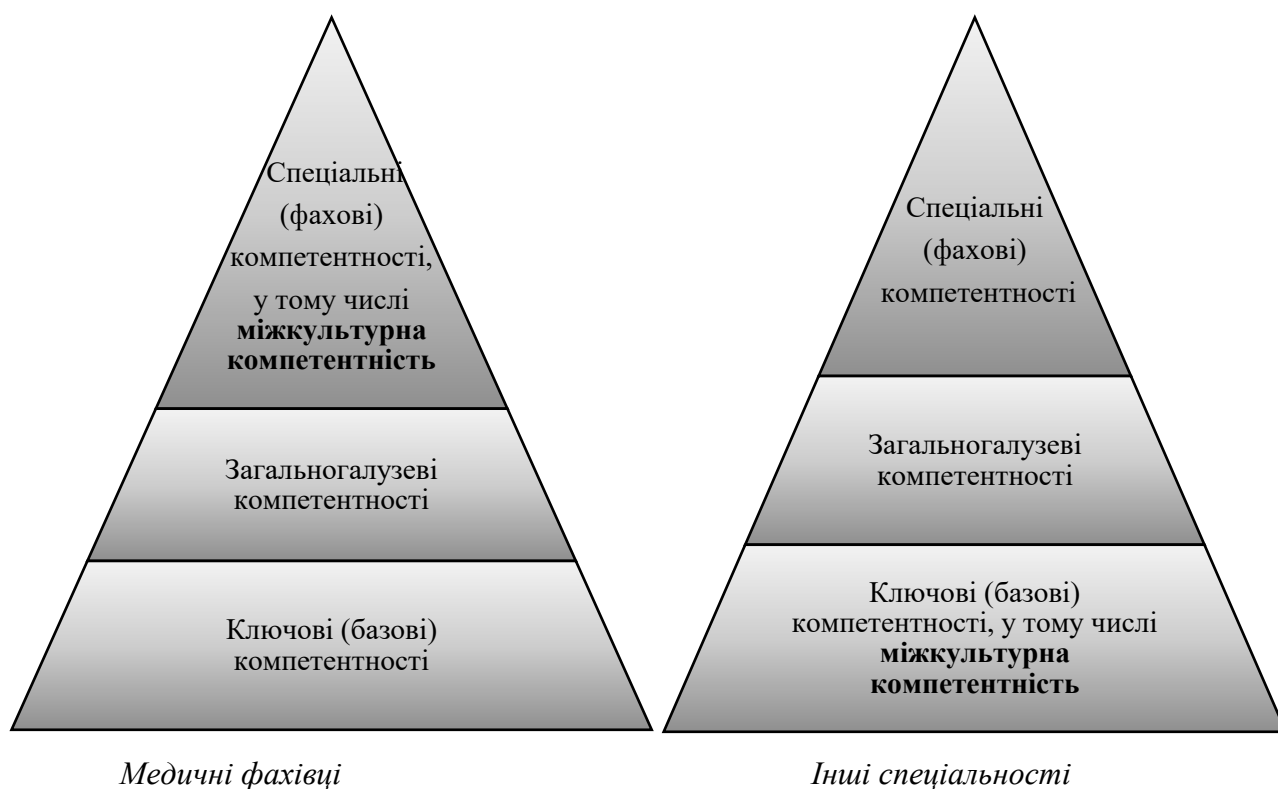 Спеціальні
(фахові)
компетентності,
у тому числі
міжкультурна
компетентність
Загальногалузеві
компетентності
Ключові (базові)
компетентності
Медичні фахівці
Спеціальні
(фахові)
компетентності
Загальногалузеві
компетентності
Ключові (базові)
компетентності, у тому числі
міжкультурна
компетентність
Інші спеціальності